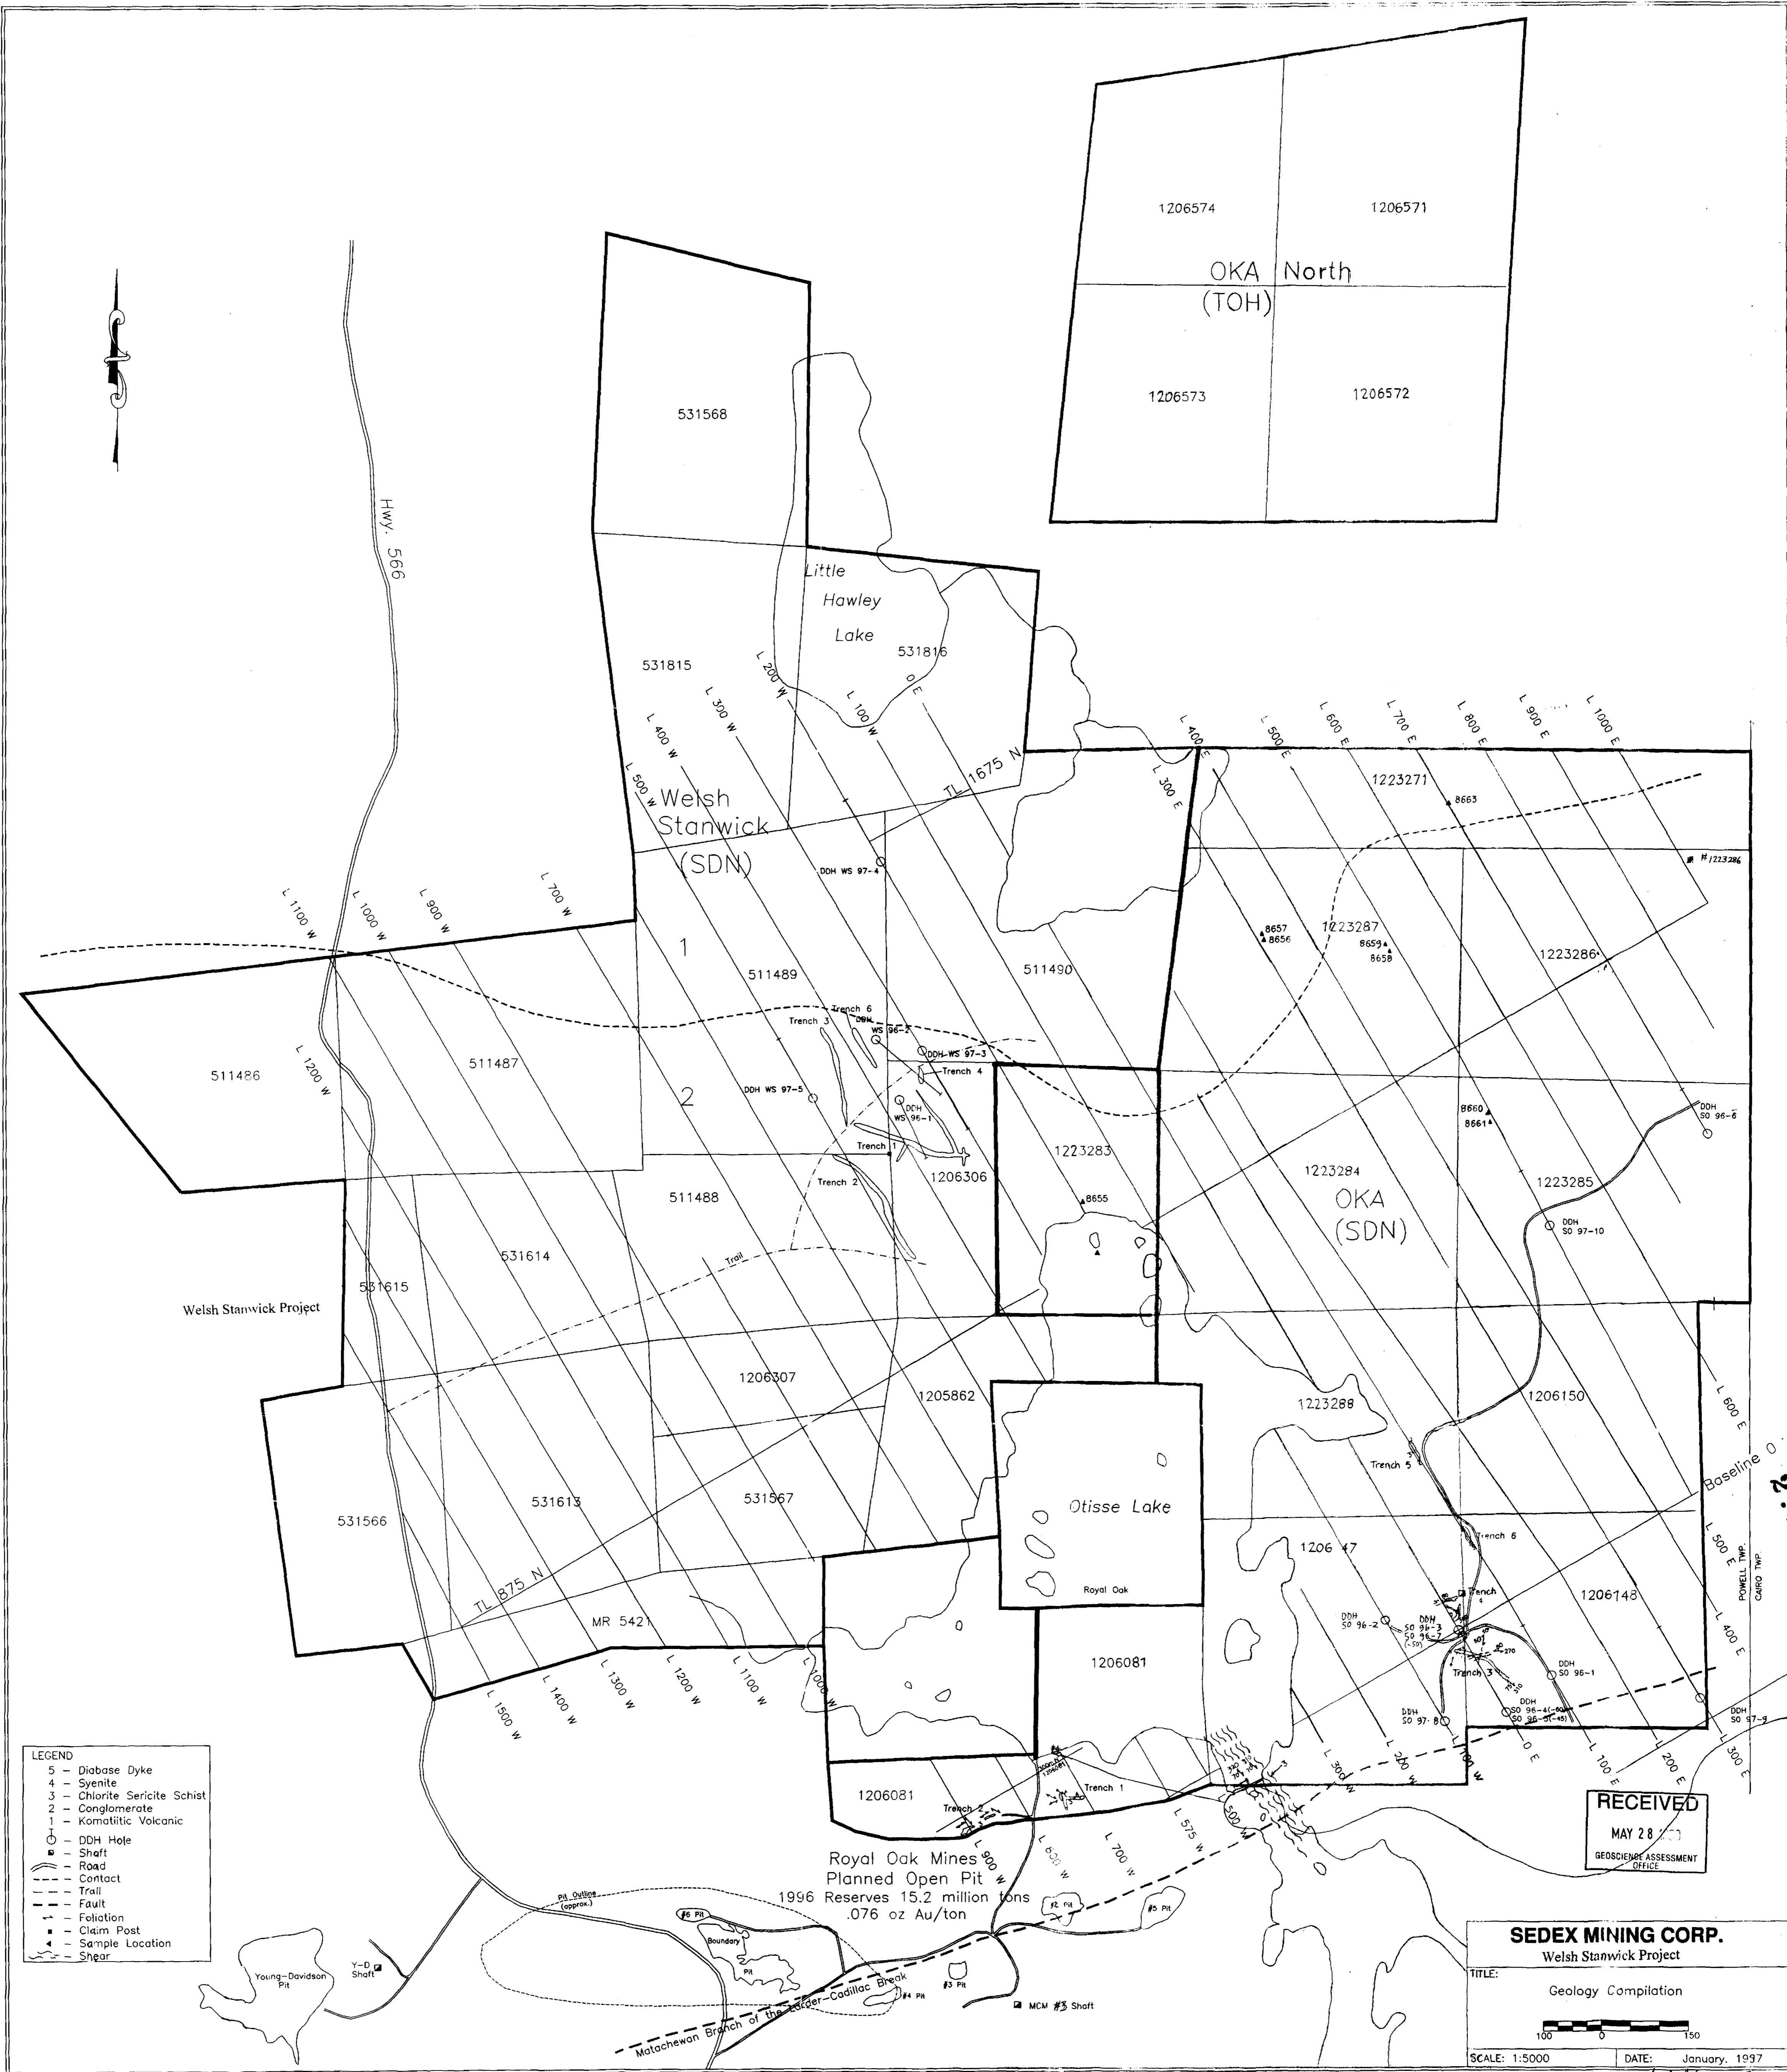 1206574
1206571
OKA North
(TOH)
1206573
1206572
Hwy. 566
531568
Little
Hawley
Lake
531815
531816
L 500 W
L 400 W
L 300 W
L 200 W
L 100 W
0 E
TL 1675 N
L 300 E
L 400 E
L 500 E
L 600 E
L 700 E
L 800 E
L 900 E
L 1000 E
Welsh
Stanwick
(SDN)
1223271
8663
# 1223286
DDH WS 97-4
L 1100 W
L 1000 W
L 900 W
L 700 W
1
511489
511490
8657
8656
1223287
8659
8658
1223286
Trench 3
Trench 6
DDH
WS 96-2
DDH WS 97-3
Trench 4
511486
L 1200 W
511487
DDH WS 97-5
2
DDH
WS 96-1
Trench 1
Trench 2
1206306
1223283
8655
8660
8661
DDH
SO 96-6
1223284
OKA
(SDN)
1223285
DDH
SO 97-10
511488
531614
Trail
531615
Welsh Stanwick Project
1206307
1205862
1223288
1206150
L 600 E
Baseline 0
Trench 5
531566
531613
531567
Otisse Lake
Royal Oak
1206 47
Trench 6
L 500 E
POWELL TWP.
CAIRO TWP.
1206148
TL 875 N
MR 5421
DDH
SO 96-2
DDH
SO 96-3
SO 96-7
(-50)
Trench
4
270
Trench 3
DDH
SO 96-1
L 400 E
1206081
DDH
SO 97-8
DDH
SO 96-4(-60)
SO 96-5(-45)
DDH
SO 97-9
L 1500 W
L 1400 W
L 1300 W
L 1200 W
L 1100 W
L 1000 W
L 300 W
L 200 W
L 100 W
0 E
L 100 E
L 200 E
L 300 E
1206081
Trench 2
Trench 1
L 900 W
L 800 W
L 700 W
L 575 W
500 W
LEGEND
5 - Diabase Dyke
4 - Syenite
3 - Chlorite Sericite Schist
2 - Conglomerate
1 - Komatiitic Volcanic
- DDH Hole
- Shaft
- Road
- Contact
- Trail
- Fault
- Foliation
- Claim Post
- Sample Location
- Shear
RECEIVED
MAY 28
GEOSCIENCE ASSESSMENT
OFFICE
Royal Oak Mines
Planned Open Pit
1996 Reserves 15.2 million tons
.076 oz Au/ton
Pit Outline
(approx.)
#6 Pit
Boundary
Pit
#2 Pit
#5 Pit
#3 Pit
#4 Pit
MCM #3 Shaft
Young-Davidson
Pit
Y-D
Shaft
Matachewan Branch of the Larder-Cadillac Break
SEDEX MINING CORP.
Welsh Stanwick Project
TITLE:
Geology Compilation
100 0 150
SCALE: 1:5000
DATE: January, 1997